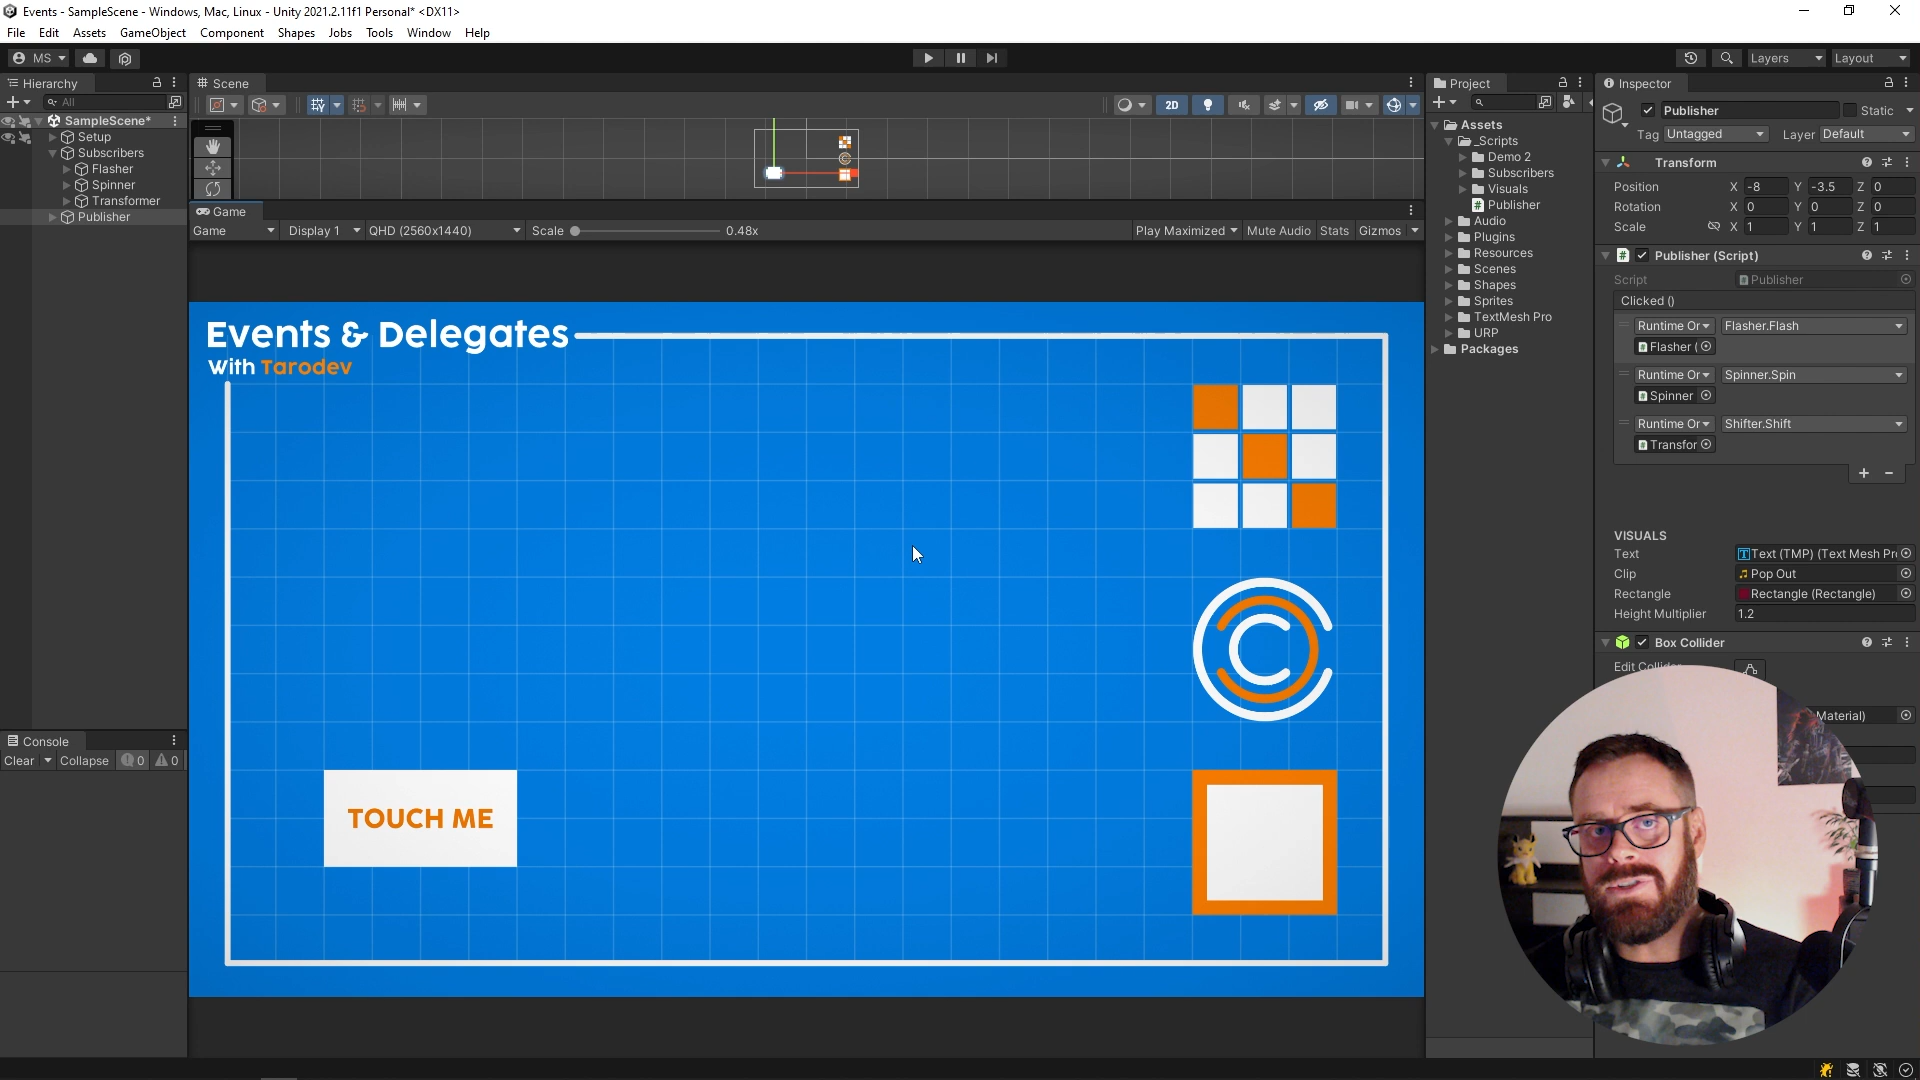 Events - SampleScene - Windows, Mac, Linux - Unity 2021.2.11f1 Personal* <DX11>
File Edit Assets GameObject Component Shapes Jobs Tools Window Help
MS Layers Layout
Hierarchy
All
SampleScene*
Setup
Subscribers
Flasher
Spinner
Transformer
Publisher
Console
Clear Collapse 0 0
Scene
2D
Game
Game Display 1 QHD (2560x1440) Scale 0.48x Play Maximized Mute Audio Stats Gizmos
Events & Delegates
With Tarodev
TOUCH ME
Project
Assets
_Scripts
Demo 2
Subscribers
Visuals
Publisher
Audio
Plugins
Resources
Scenes
Shapes
Sprites
TextMesh Pro
URP
Packages
Inspector
Publisher Static
Tag Untagged Layer Default
Transform
Position X -8 Y -3.5 Z 0
Rotation X 0 Y 0 Z 0
Scale X 1 Y 1 Z 1
Publisher (Script)
Script Publisher
Clicked ()
Runtime Or Flasher.Flash
Flasher (
Runtime Or Spinner.Spin
Spinner
Runtime Or Shifter.Shift
Transfor
+ -
VISUALS
Text Text (TMP) (Text Mesh Pr
Clip Pop Out
Rectangle Rectangle (Rectangle)
Height Multiplier 1.2
Box Collider
Edit Collider
Material)